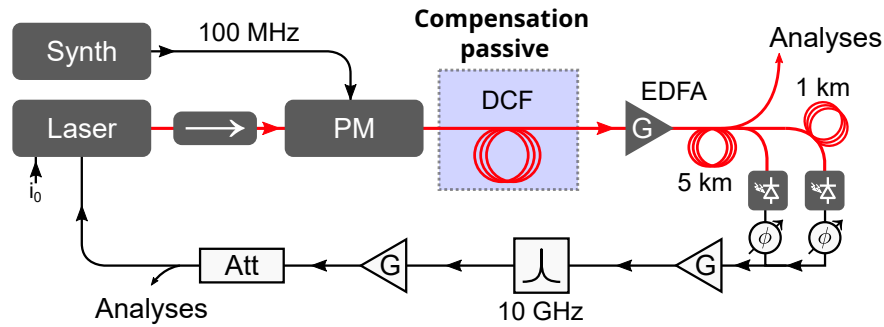 Compensation
passive
Synth
100 MHz
Analyses
Laser
PM
DCF
EDFA
G
1 km
5 km
i0
ϕ
ϕ
Att
G
G
10 GHz
Analyses